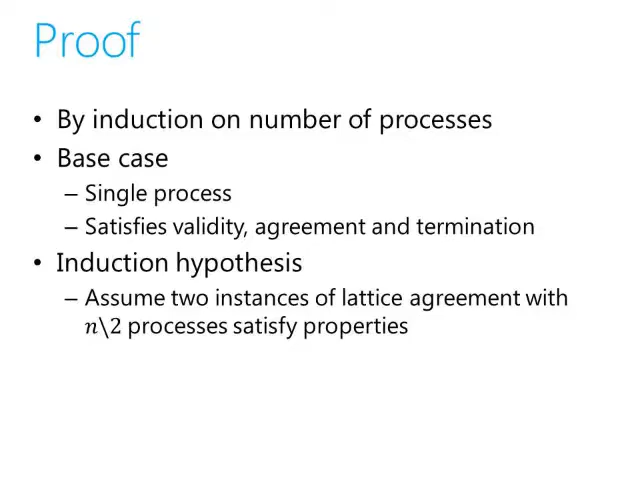 Proof
• By induction on number of processes
• Base case
– Single process
– Satisfies validity, agreement and termination
• Induction hypothesis
– Assume two instances of lattice agreement with
n\2 processes satisfy properties